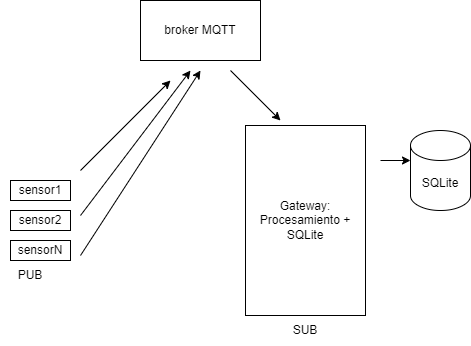 broker MQTT
sensor1
sensor2
sensorN
PUB
Gateway:
Procesamiento +
SQLite
SUB
SQLite